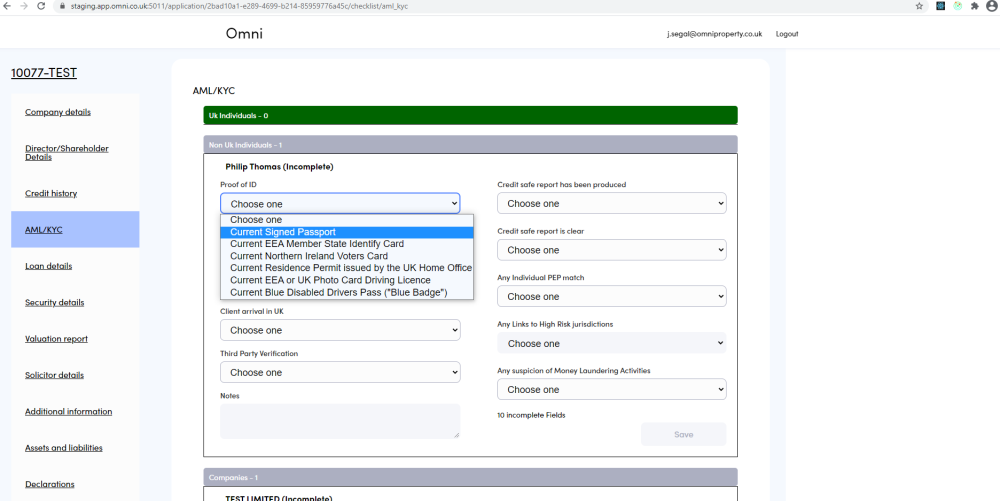 staging.app.omni.co.uk:5011/application/2bad10a1-e289-4699-b214-85959776a45c/checklist/aml_kyc
Omni
j.segal@omniproperty.co.uk
Logout
10077-TEST
Company details
Director/Shareholder
Details
Credit history
AML/KYC
Loan details
Security details
Valuation report
Solicitor details
Additional information
Assets and liabilities
Declarations
AML/KYC
Uk Individuals - 0
Non Uk Individuals - 1
Philip Thomas (Incomplete)
Proof of ID
Choose one
Choose one
Current Signed Passport
Current EEA Member State Identify Card
Current Northern Ireland Voters Card
Current Residence Permit issued by the UK Home Office
Current EEA or UK Photo Card Driving Licence
Current Blue Disabled Drivers Pass ("Blue Badge")
Client arrival in UK
Choose one
Third Party Verification
Choose one
Notes
Credit safe report has been produced
Choose one
Credit safe report is clear
Choose one
Any Individual PEP match
Choose one
Any Links to High Risk jurisdictions
Choose one
Any suspicion of Money Laundering Activities
Choose one
10 incomplete Fields
Save
Companies - 1
TEST LIMITED (Incomplete)